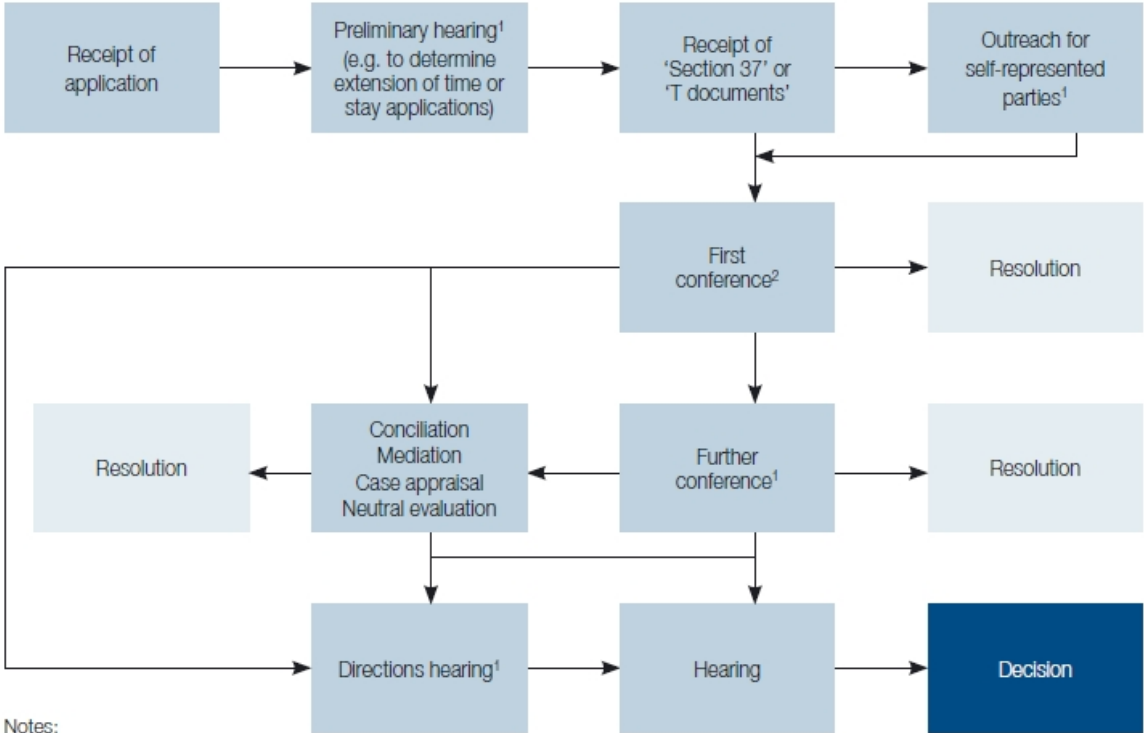 Receipt of
application
Preliminary hearing¹
(e.g. to determine
extension of time or
stay applications)
Receipt of
‘Section 37’ or
‘T documents’
Outreach for
self-represented
parties¹
First
conference²
Resolution
Resolution
Conciliation
Mediation
Case appraisal
Neutral evaluation
Further
conference¹
Resolution
Directions hearing¹
Hearing
Decision
Notes: